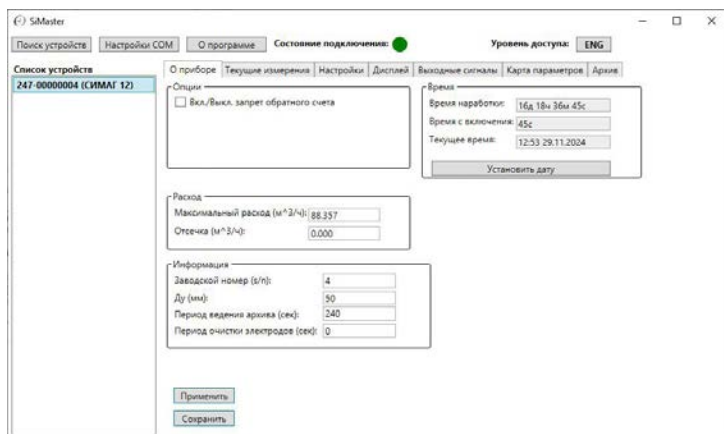 SiMaster
Поиск устройств Настройки COM О программе Состояние подключения: Уровень доступа: ENG
Список устройств
247-00000004 (СИМАГ 12)
О приборе Текущие измерения Настройки Дисплей Выходные сигналы Карта параметров Архив
Опции
Вкл./Выкл. запрет обратного счета
Время
Время наработки: 16д 18ч 36м 45с
Время с включения: 45с
Текущее время: 12:53 29.11.2024
Установить дату
Расход
Максимальный расход (м^3/ч): 88.357
Отсечка (м^3/ч): 0.000
Информация
Заводской номер (s/n): 4
Ду (мм): 50
Период ведения архива (сек): 240
Период очистки электродов (сек): 0
Применить
Сохранить